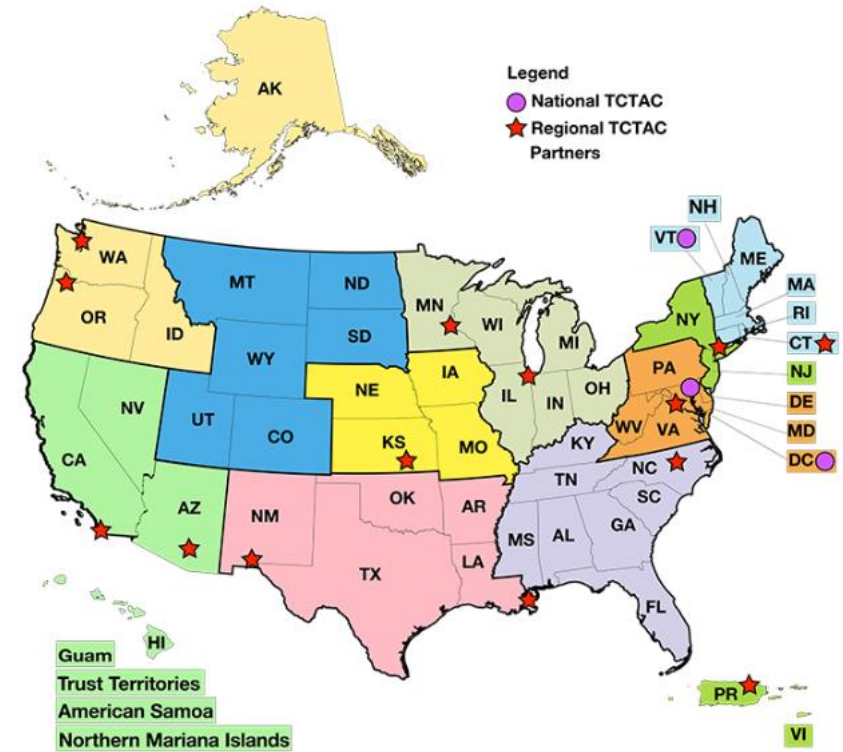 AK
Legend
National TCTAC
Regional TCTAC
Partners
NH
VT
ME
WA
MT
ND
MN
MA
OR
ID
SD
WI
MI
NY
RI
CT
WY
NJ
PA
IA
NE
OH
DE
NV
UT
CO
IL
IN
WV
VA
MD
KS
MO
KY
DC
CA
NC
TN
OK
AR
SC
AZ
NM
MS
AL
GA
TX
LA
FL
HI
Guam
Trust Territories
American Samoa
Northern Mariana Islands
PR
VI